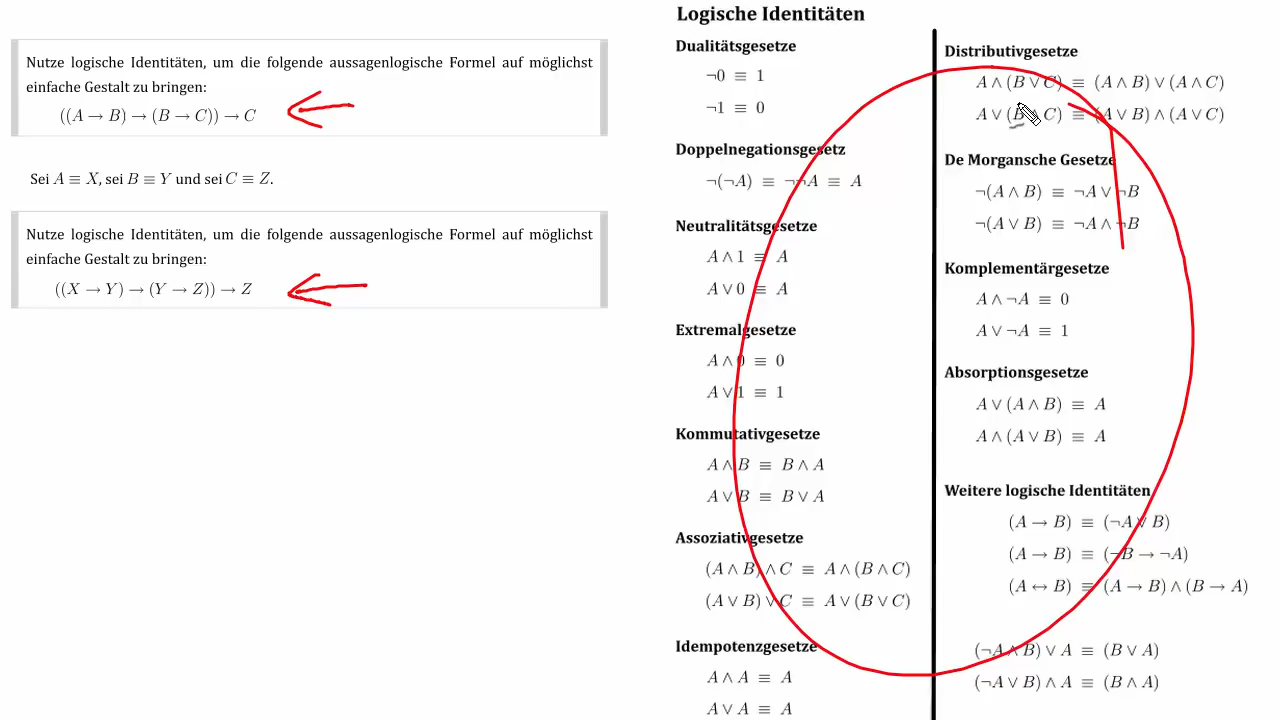 Nutze logische Identitäten, um die folgende aussagenlogische Formel auf möglichst
einfache Gestalt zu bringen:
((A → B) → (B → C)) → C
Sei A ≡ X, sei B ≡ Y und sei C ≡ Z.
Nutze logische Identitäten, um die folgende aussagenlogische Formel auf möglichst
einfache Gestalt zu bringen:
((X → Y) → (Y → Z)) → Z
Logische Identitäten
Dualitätsgesetze
¬0 ≡ 1
¬1 ≡ 0
Doppelnegationsgesetz
¬(¬A) ≡ ¬¬A ≡ A
Neutralitätsgesetze
A ∧ 1 ≡ A
A ∨ 0 ≡ A
Extremalgesetze
A ∧ 0 ≡ 0
A ∨ 1 ≡ 1
Kommutativgesetze
A ∧ B ≡ B ∧ A
A ∨ B ≡ B ∨ A
Assoziativgesetze
(A ∧ B) ∧ C ≡ A ∧ (B ∧ C)
(A ∨ B) ∨ C ≡ A ∨ (B ∨ C)
Idempotenzgesetze
A ∧ A ≡ A
A ∨ A ≡ A
Distributivgesetze
A ∧ (B ∨ C) ≡ (A ∧ B) ∨ (A ∧ C)
A ∨ (B ∧ C) ≡ (A ∨ B) ∧ (A ∨ C)
De Morgansche Gesetze
¬(A ∧ B) ≡ ¬A ∨ ¬B
¬(A ∨ B) ≡ ¬A ∧ ¬B
Komplementärgesetze
A ∧ ¬A ≡ 0
A ∨ ¬A ≡ 1
Absorptionsgesetze
A ∨ (A ∧ B) ≡ A
A ∧ (A ∨ B) ≡ A
Weitere logische Identitäten
(A → B) ≡ (¬A ∨ B)
(A → B) ≡ (¬B → ¬A)
(A ↔ B) ≡ (A → B) ∧ (B → A)
(¬A ∧ B) ∨ A ≡ (B ∨ A)
(¬A ∨ B) ∧ A ≡ (B ∧ A)